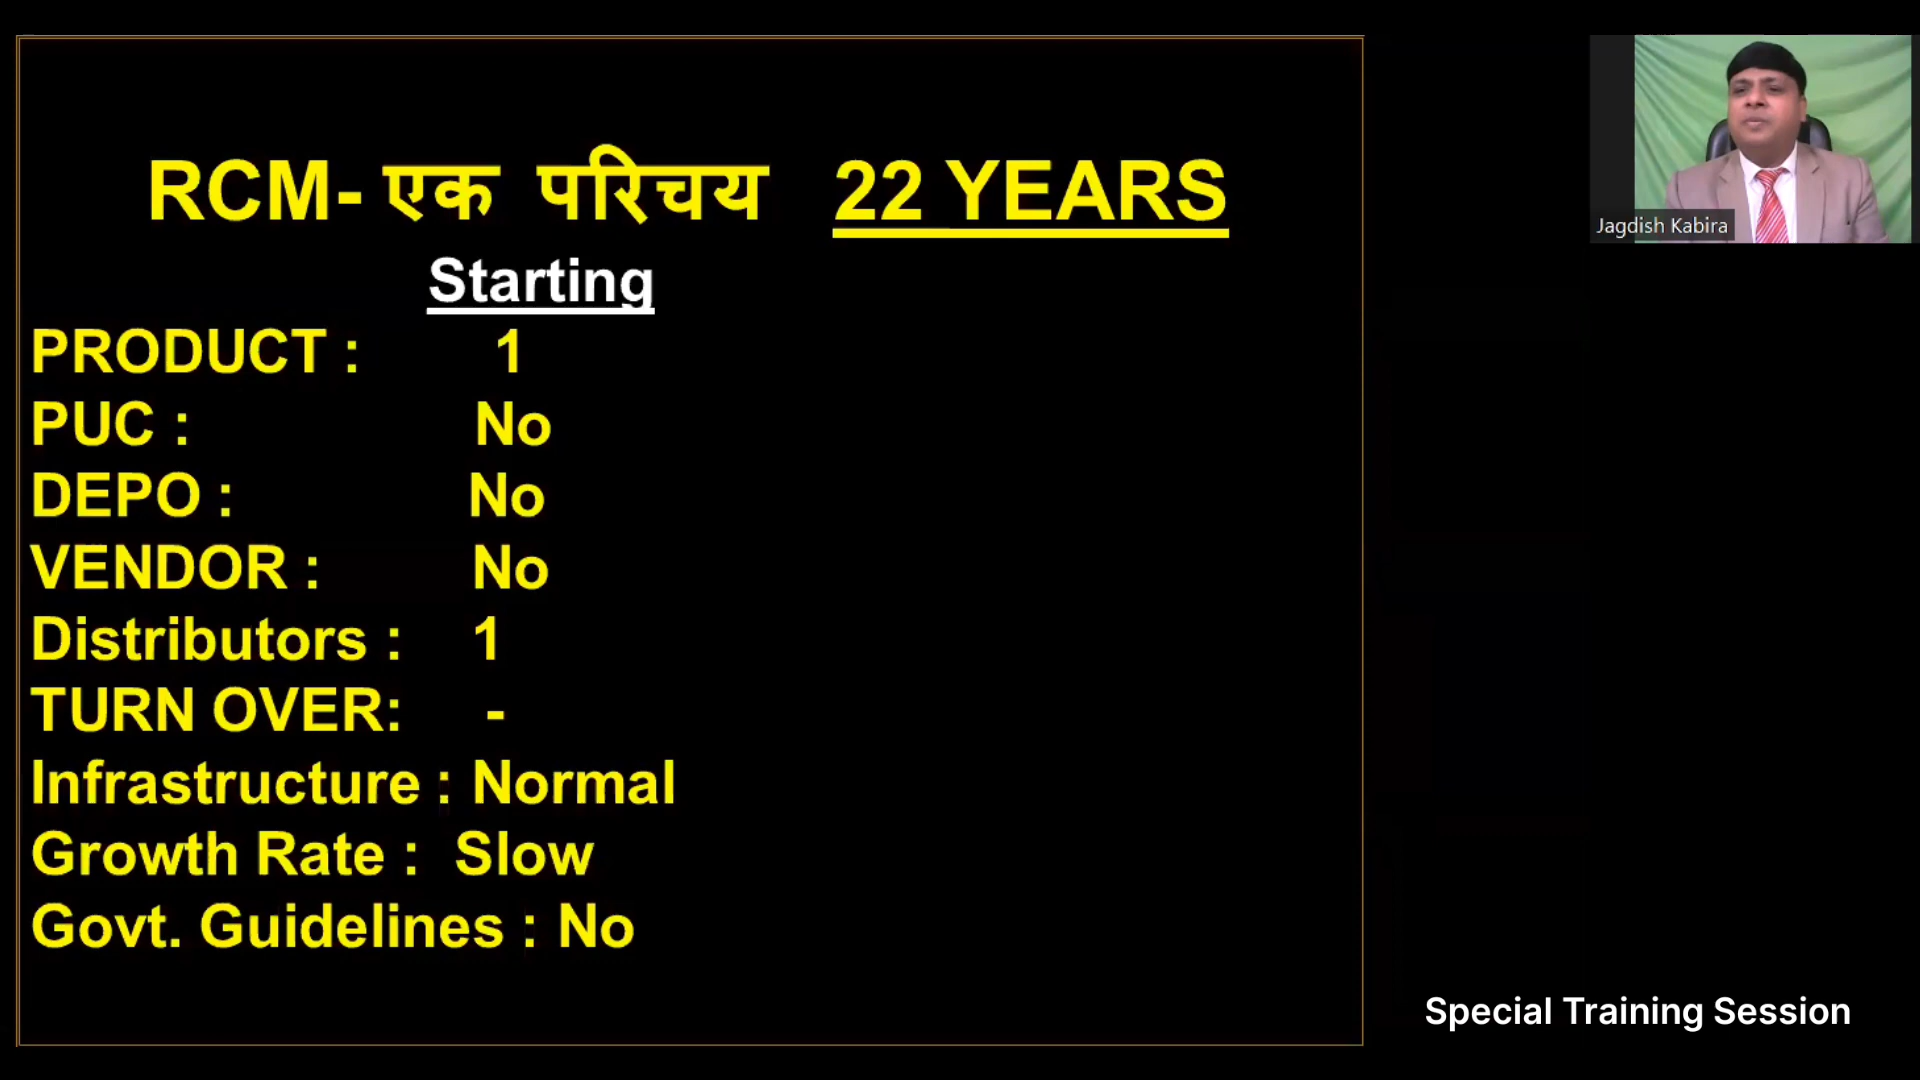 RCM- एक परिचय 22 YEARS
Starting
PRODUCT : 1
PUC : No
DEPO : No
VENDOR : No
Distributors : 1
TURN OVER: -
Infrastructure : Normal
Growth Rate : Slow
Govt. Guidelines : No
Jagdish Kabira
Special Training Session